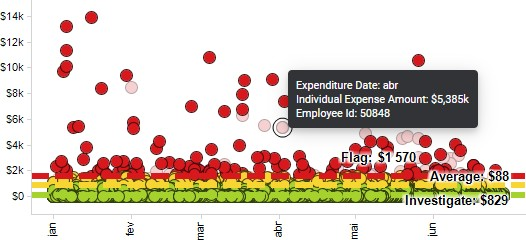 $14k
$12k
$10k
$8k
$6k
$4k
$2k
$0
Expenditure Date: abr
Individual Expense Amount: $5,385k
Employee Id: 50848
Flag: $1 570
Average: $88
Investigate: $829
jan
fev
mar
abr
mai
jun